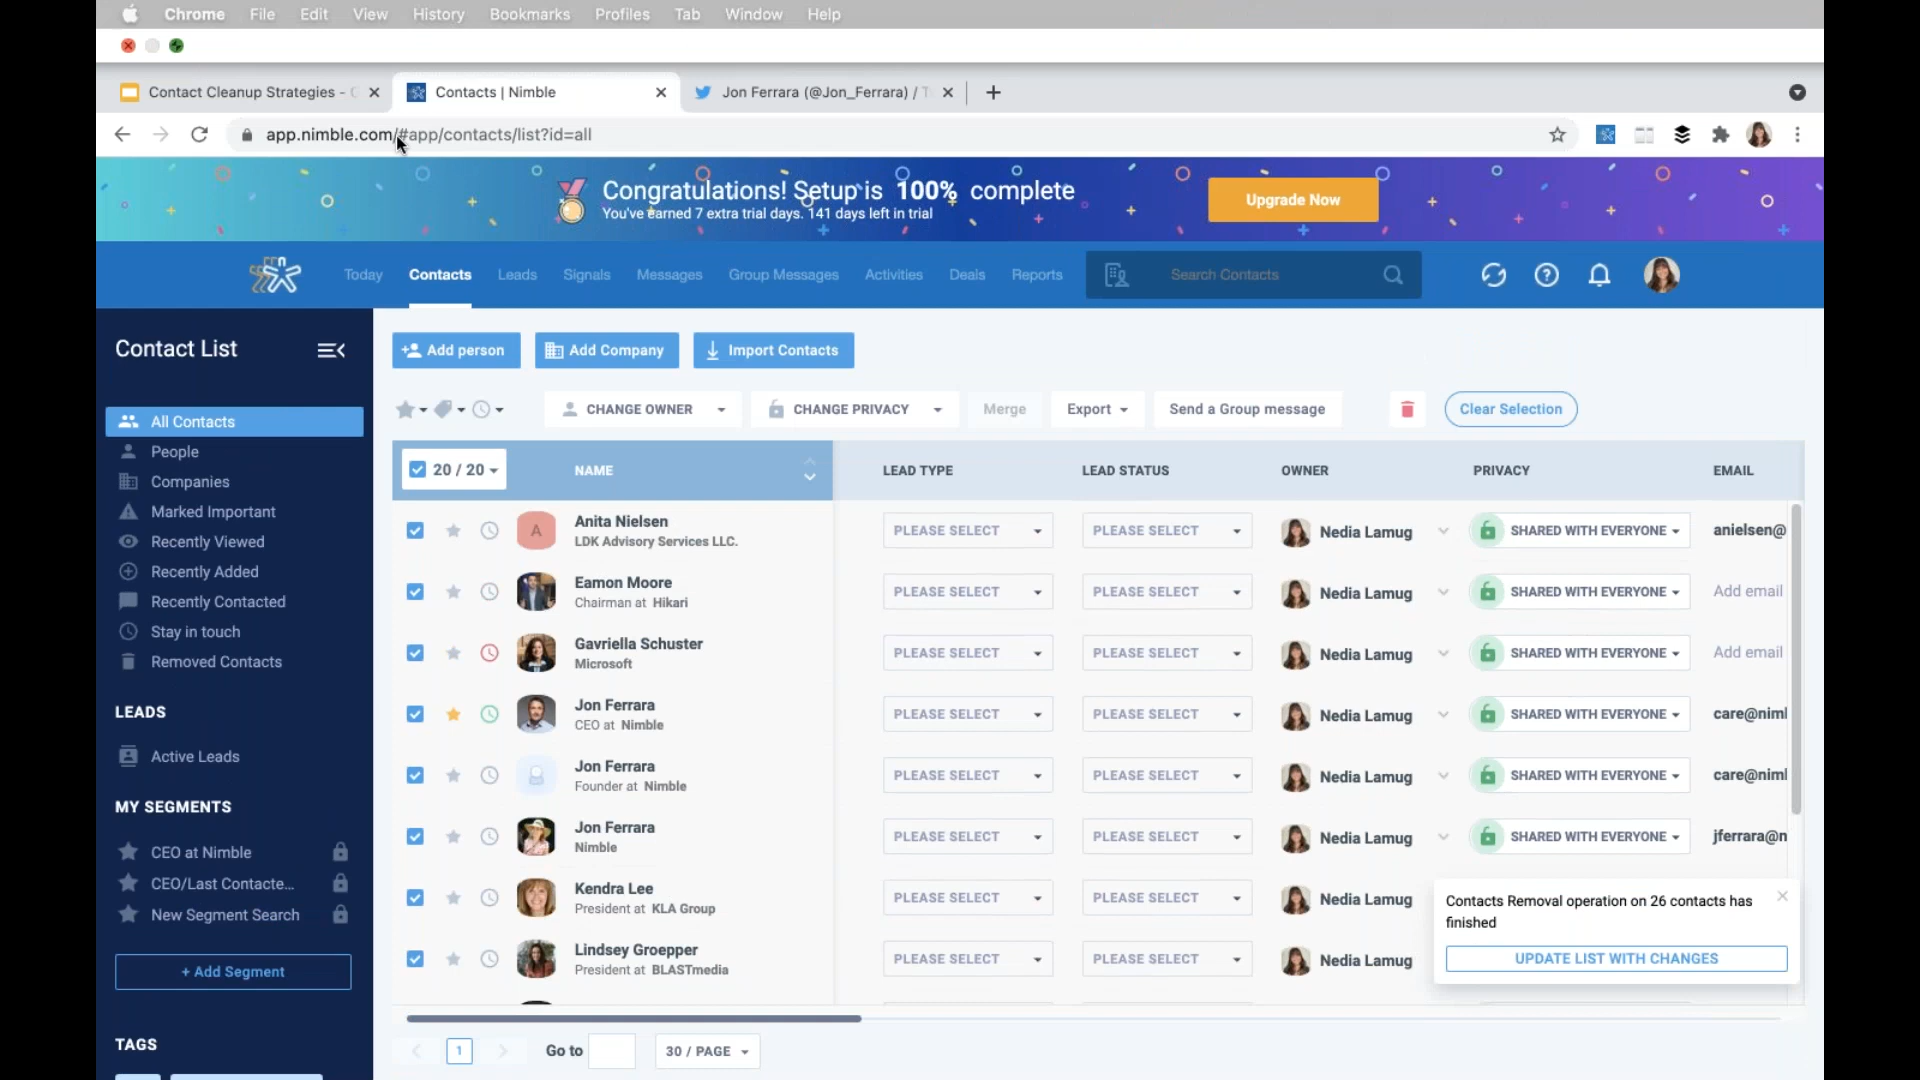 Chrome File Edit View History Bookmarks Profiles Tab Window Help
Contact Cleanup Strategies - Contacts | Nimble Jon Ferrara (@Jon_Ferrara) /
app.nimble.com/#app/contacts/list?id=all
Congratulations! Setup is 100% complete
You've earned 7 extra trial days. 141 days left in trial
Upgrade Now
Today Contacts Leads Signals Messages Group Messages Activities Deals Reports Search Contacts
Contact List
Add person Add Company Import Contacts
CHANGE OWNER CHANGE PRIVACY Merge Export Send a Group message Clear Selection
All Contacts
People
Companies
Marked Important
Recently Viewed
Recently Added
Recently Contacted
Stay in touch
Removed Contacts
LEADS
Active Leads
MY SEGMENTS
CEO at Nimble
CEO/Last Contacte...
New Segment Search
+ Add Segment
TAGS
20 / 20 NAME LEAD TYPE LEAD STATUS OWNER PRIVACY EMAIL
A Anita Nielsen PLEASE SELECT PLEASE SELECT Nedia Lamug SHARED WITH EVERYONE anielsen@
LDK Advisory Services LLC.
Eamon Moore PLEASE SELECT PLEASE SELECT Nedia Lamug SHARED WITH EVERYONE Add email
Chairman at Hikari
Gavriella Schuster PLEASE SELECT PLEASE SELECT Nedia Lamug SHARED WITH EVERYONE Add email
Microsoft
Jon Ferrara PLEASE SELECT PLEASE SELECT Nedia Lamug SHARED WITH EVERYONE
CEO at Nimble
Jon Ferrara PLEASE SELECT PLEASE SELECT Nedia Lamug SHARED WITH EVERYONE
Founder at Nimble
Jon Ferrara PLEASE SELECT PLEASE SELECT Nedia Lamug SHARED WITH EVERYONE jferrara@n
Nimble
Kendra Lee PLEASE SELECT PLEASE SELECT Nedia Lamug
President at KLA Group
Lindsey Groepper PLEASE SELECT PLEASE SELECT Nedia Lamug
President at BLASTmedia
Contacts Removal operation on 26 contacts has
finished
UPDATE LIST WITH CHANGES
1 Go to 30 / PAGE